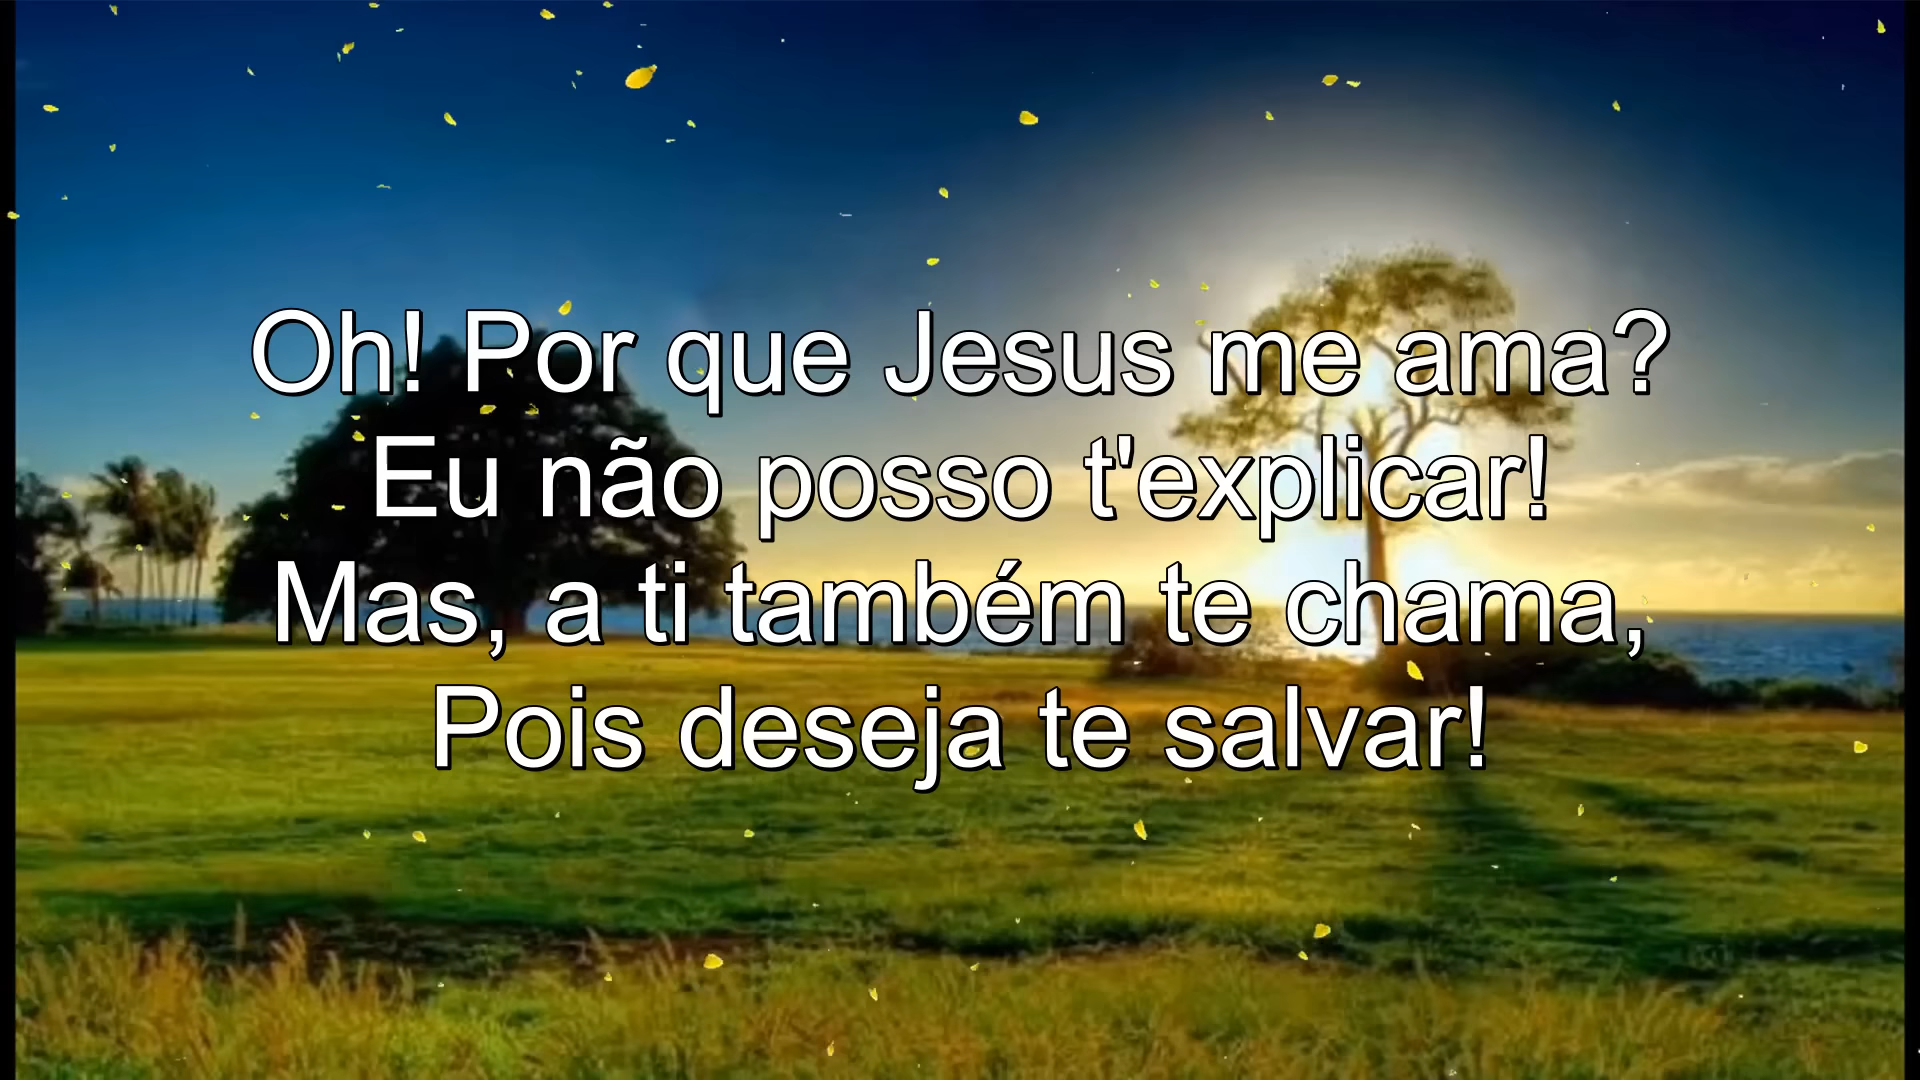 Oh! Por que Jesus me ama?
Eu não posso t'explicar!
Mas, a ti também te chama,
Pois deseja te salvar!